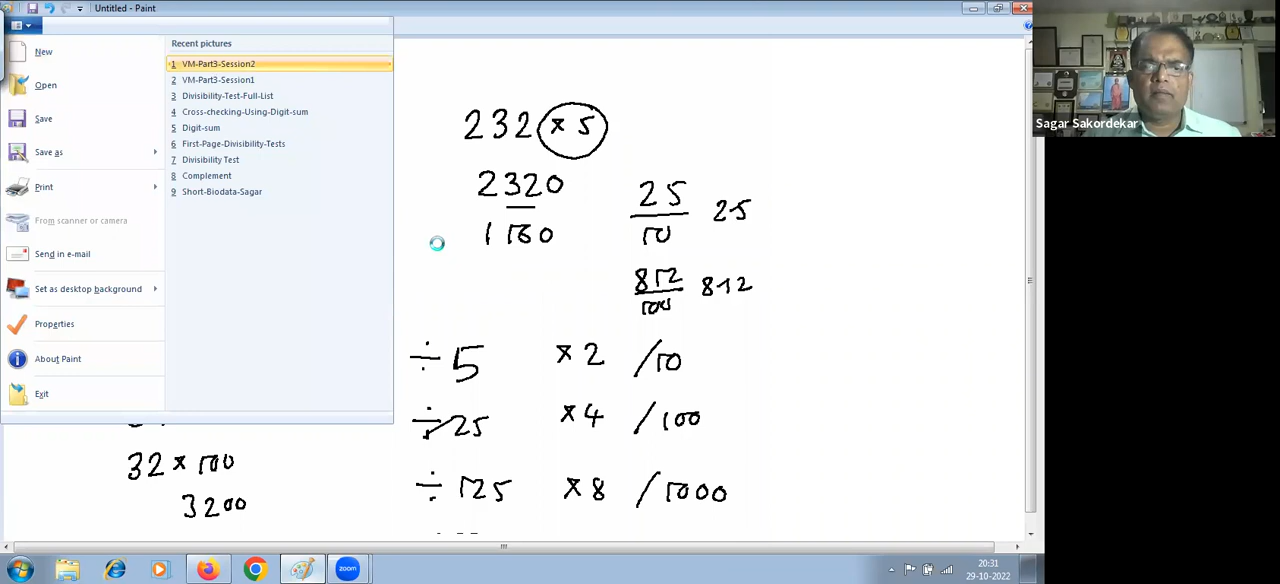 Untitled - Paint
New
Open
Save
Save as
Print
From scanner or camera
Send in e-mail
Set as desktop background
Properties
About Paint
Exit
Recent pictures
1 VM-Part3-Session2
2 VM-Part3-Session1
3 Divisibility-Test-Full-List
4 Cross-checking-Using-Digit-sum
5 Digit-sum
6 First-Page-Divisibility-Tests
7 Divisibility Test
8 Complement
9 Short-Biodata-Sagar
232 × 5
2320
1160
25
10
2.5
812
100
8.12
÷ 5 × 2 /10
÷ 25 × 4 /100
÷ 125 × 8 /1000
32 × 100
3200
Sagar Sakordekar
zoom
20:31
29-10-2022